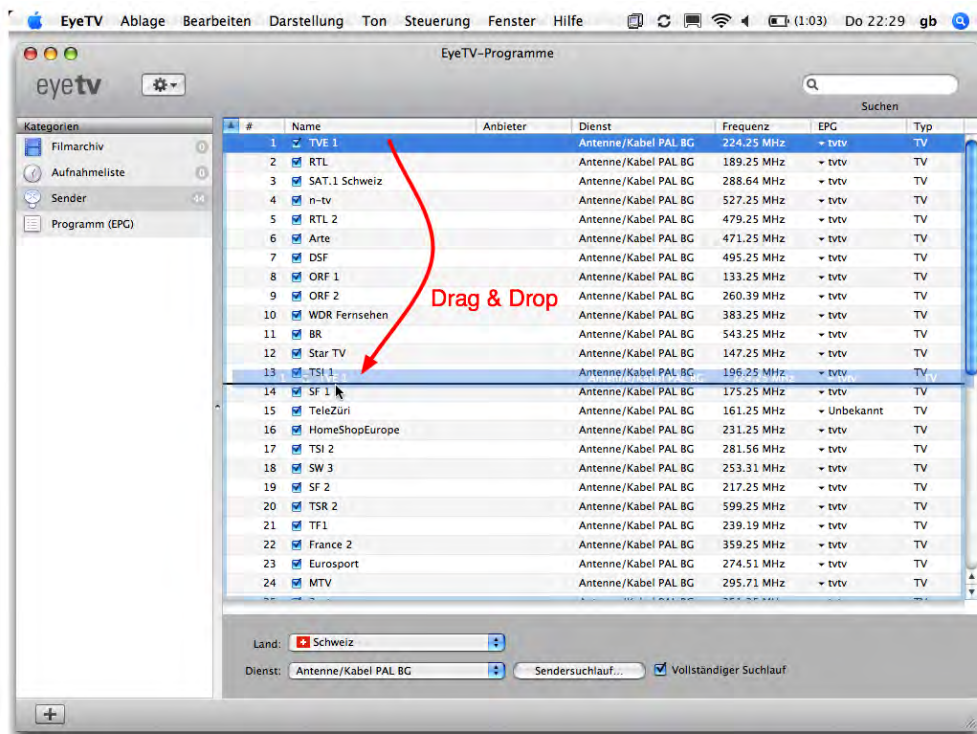 EyeTV Ablage Bearbeiten Darstellung Ton Steuerung Fenster Hilfe (1:03) Do 22:29 gb
EyeTV-Programme
eyetv
Suchen
Kategorien
Filmarchiv 0
Aufnahmeliste 0
Sender
Programm (EPG)
# Name Anbieter Dienst Frequenz EPG Typ
1 TVE 1 Antenne/Kabel PAL BG 224.25 MHz tvtv TV
2 RTL Antenne/Kabel PAL BG 189.25 MHz tvtv TV
3 SAT.1 Schweiz Antenne/Kabel PAL BG 288.64 MHz tvtv TV
4 n-tv Antenne/Kabel PAL BG 527.25 MHz tvtv TV
5 RTL 2 Antenne/Kabel PAL BG 479.25 MHz tvtv TV
6 Arte Antenne/Kabel PAL BG 471.25 MHz tvtv TV
7 DSF Antenne/Kabel PAL BG 495.25 MHz tvtv TV
8 ORF 1 Antenne/Kabel PAL BG 133.25 MHz tvtv TV
9 ORF 2 Antenne/Kabel PAL BG 260.39 MHz tvtv TV
Drag & Drop
10 WDR Fernsehen Antenne/Kabel PAL BG 383.25 MHz tvtv TV
11 BR Antenne/Kabel PAL BG 543.25 MHz tvtv TV
12 Star TV Antenne/Kabel PAL BG 147.25 MHz tvtv TV
13 TSI 1 Antenne/Kabel PAL BG 196.25 MHz tvtv TV
14 SF 1 Antenne/Kabel PAL BG 175.25 MHz tvtv TV
15 TeleZüri Antenne/Kabel PAL BG 161.25 MHz Unbekannt TV
16 HomeShopEurope Antenne/Kabel PAL BG 231.25 MHz tvtv TV
17 TSI 2 Antenne/Kabel PAL BG 281.56 MHz tvtv TV
18 SW 3 Antenne/Kabel PAL BG 253.31 MHz tvtv TV
19 SF 2 Antenne/Kabel PAL BG 217.25 MHz tvtv TV
20 TSR 2 Antenne/Kabel PAL BG 599.25 MHz tvtv TV
21 TF1 Antenne/Kabel PAL BG 239.19 MHz tvtv TV
22 France 2 Antenne/Kabel PAL BG 359.25 MHz tvtv TV
23 Eurosport Antenne/Kabel PAL BG 274.51 MHz tvtv TV
24 MTV Antenne/Kabel PAL BG 295.71 MHz tvtv TV
Land: Schweiz
Dienst: Antenne/Kabel PAL BG Sendersuchlauf... Vollständiger Suchlauf